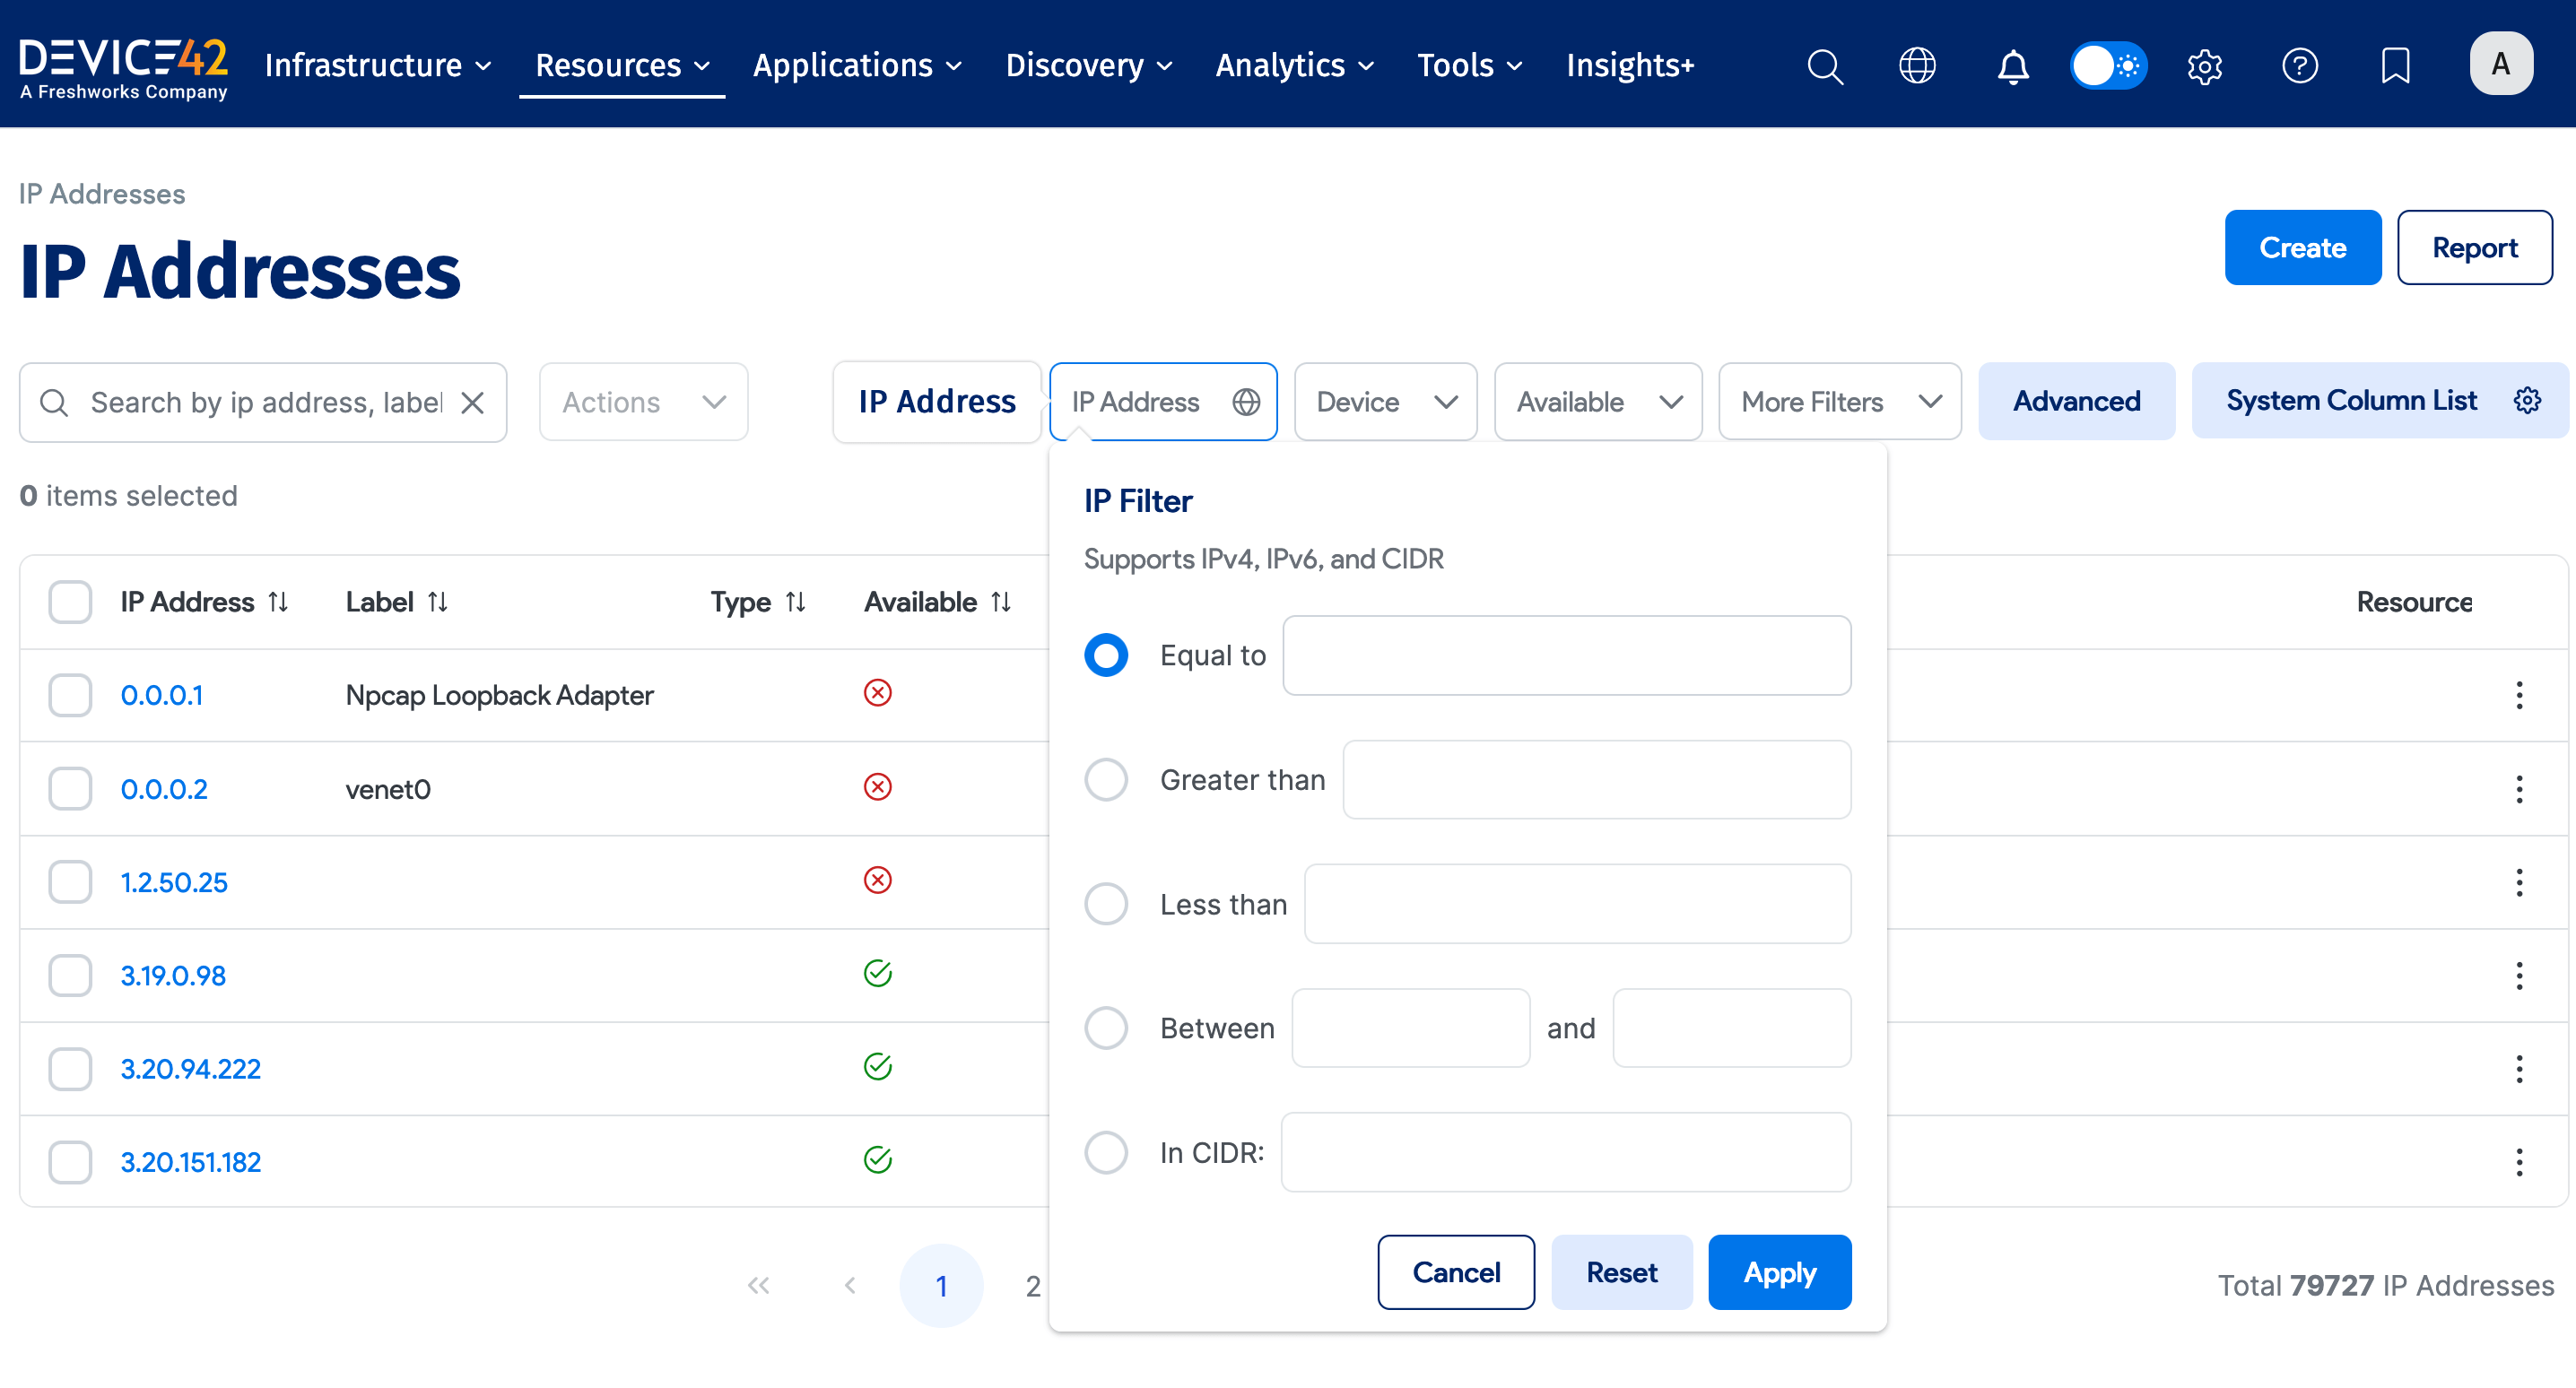 DEVICE42
A Freshworks Company
Infrastructure
Resources
Applications
Discovery
Analytics
Tools
Insights+
A
IP Addresses
IP Addresses
Create
Report
Search by ip address, label
Actions
IP Address
IP Address
Device
Available
More Filters
Advanced
System Column List
0 items selected
IP Filter
Supports IPv4, IPv6, and CIDR
Equal to
Greater than
Less than
Between
and
In CIDR:
Cancel
Reset
Apply
IP Address
Label
Type
Available
Resource
0.0.0.1
Npcap Loopback Adapter
0.0.0.2
venet0
1.2.50.25
3.19.0.98
3.20.94.222
3.20.151.182
1
2
Total 79727 IP Addresses